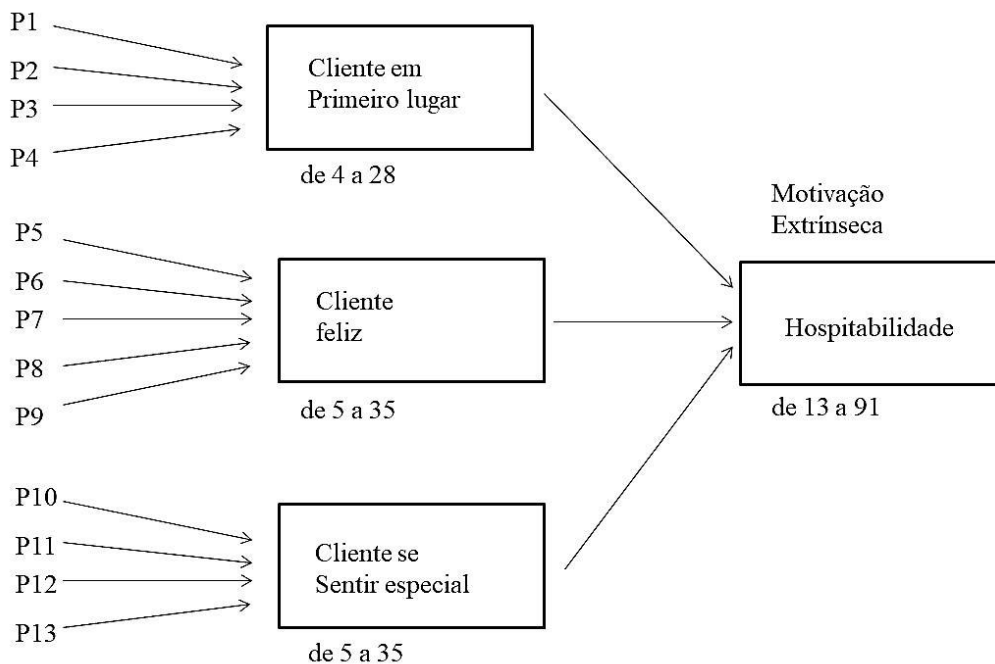 P1
P2
P3
P4
Cliente em
Primeiro lugar
de 4 a 28
P5
P6
P7
P8
P9
Cliente
feliz
de 5 a 35
P10
P11
P12
P13
Cliente se
Sentir especial
de 5 a 35
Motivação
Extrínseca
Hospitabilidade
de 13 a 91